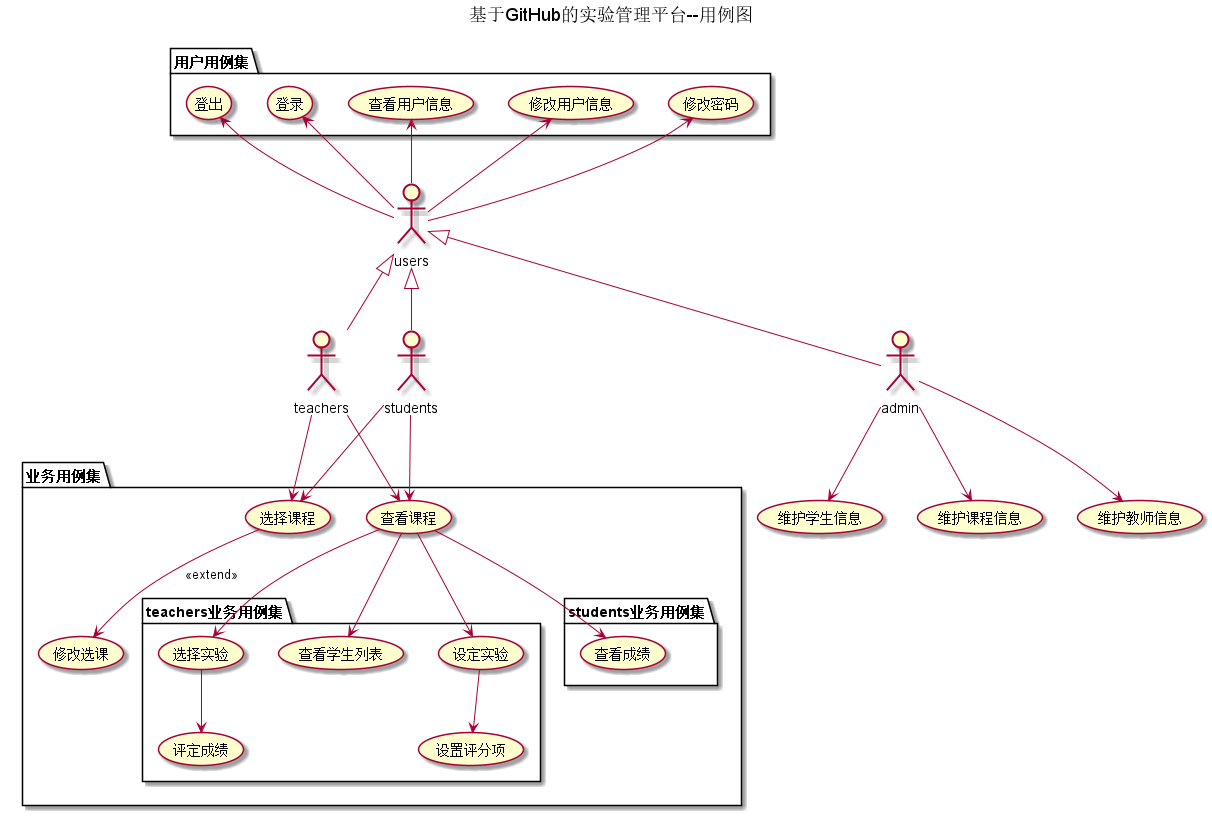 基于GitHub的实验管理平台--用例图
用户用例集
登出
登录
查看用户信息
修改用户信息
修改密码
users
teachers
students
admin
业务用例集
选择课程
查看课程
维护学生信息
维护课程信息
维护教师信息
«extend»
teachers业务用例集
students业务用例集
修改选课
选择实验
查看学生列表
设定实验
查看成绩
评定成绩
设置评分项